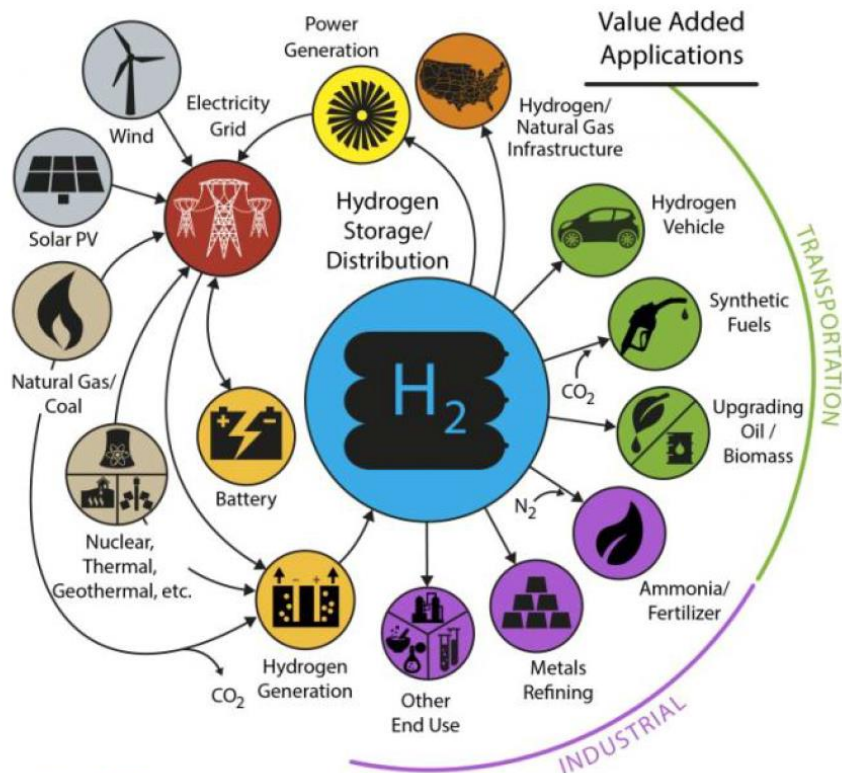 Value Added
Applications
Power
Generation
Electricity
Grid
Wind
Hydrogen/
Natural Gas
Infrastructure
Solar PV
Hydrogen
Storage/
Distribution
Hydrogen
Vehicle
TRANSPORTATION
Synthetic
Fuels
Natural Gas/
Coal
H2
CO2
Upgrading
Oil /
Biomass
+ -
Battery
N2
Nuclear,
Thermal,
Geothermal, etc.
- +
Ammonia/
Fertilizer
Hydrogen
Generation
CO2
Other
End Use
Metals
Refining
INDUSTRIAL